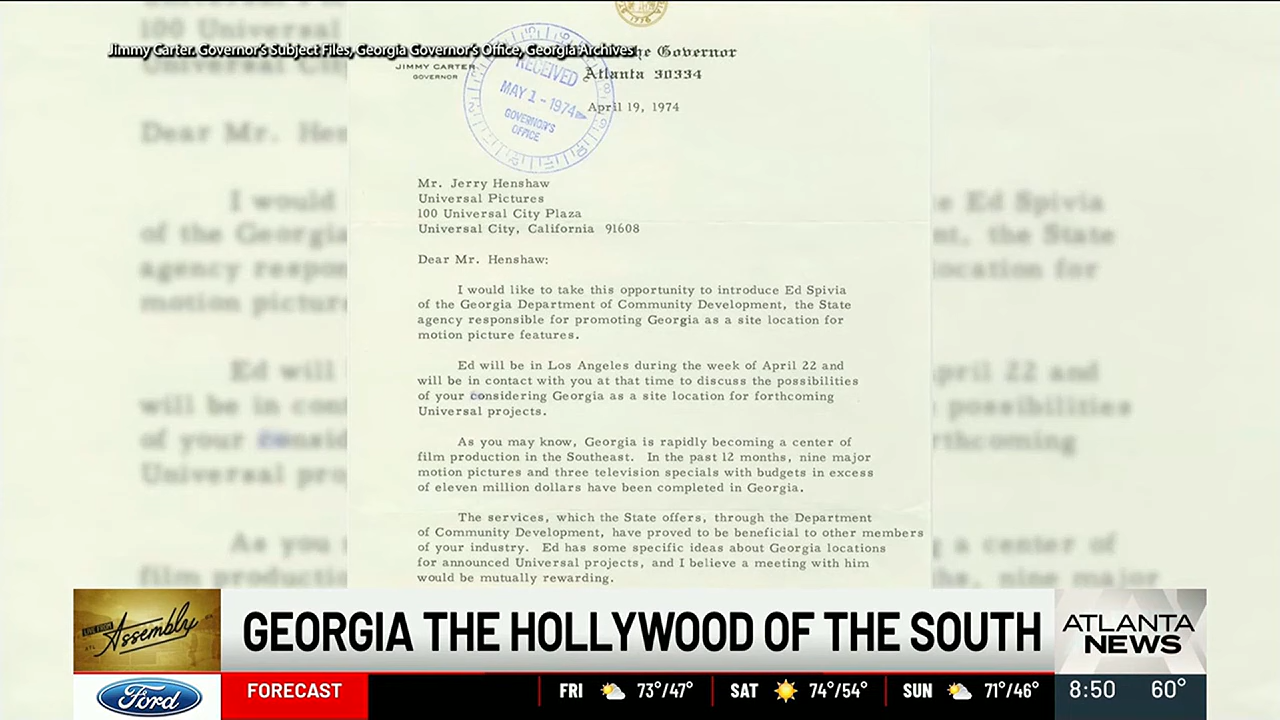 Jimmy Carter. Governor's Subject Files, Georgia Governor's Office, Georgia Archives
the Governor
Atlanta 30334
JIMMY CARTER
GOVERNOR
RECEIVED
MAY 1 - 1974
GOVERNOR'S
OFFICE
April 19, 1974
Mr. Jerry Henshaw
Universal Pictures
100 Universal City Plaza
Universal City, California 91608
Dear Mr. Henshaw:
I would like to take this opportunity to introduce Ed Spivia
of the Georgia Department of Community Development, the State
agency responsible for promoting Georgia as a site location for
motion picture features.
Ed will be in Los Angeles during the week of April 22 and
will be in contact with you at that time to discuss the possibilities
of your considering Georgia as a site location for forthcoming
Universal projects.
As you may know, Georgia is rapidly becoming a center of
film production in the Southeast. In the past 12 months, nine major
motion pictures and three television specials with budgets in excess
of eleven million dollars have been completed in Georgia.
The services, which the State offers, through the Department
of Community Development, have proved to be beneficial to other members
of your industry. Ed has some specific ideas about Georgia locations
for announced Universal projects, and I believe a meeting with him
would be mutually rewarding.
LIVE FROM
Assembly
ATL
GEORGIA THE HOLLYWOOD OF THE SOUTH
ATLANTA
NEWS
Ford
FORECAST
FRI 73°/47° SAT 74°/54° SUN 71°/46°
8:50 60°